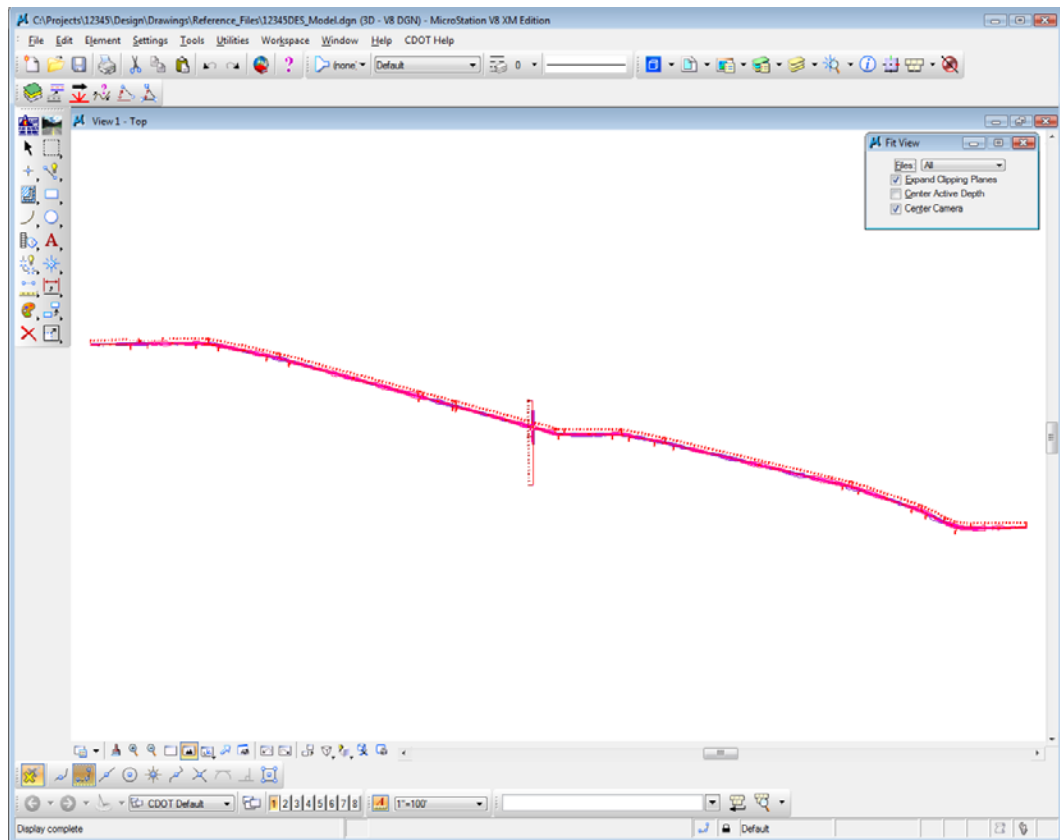 C:\Projects\12345\Design\Drawings\Reference_Files\12345DES_Model.dgn (3D - V8 DGN) - MicroStation V8 XM Edition
File Edit Element Settings Tools Utilities Workspace Window Help CDOT Help
(none) Default 0
View 1 - Top
Fit View
Files: All
Expand Clipping Planes
Center Active Depth
Center Camera
CDOT Default 1 2 3 4 5 6 7 8 1"=100'
Display complete Default